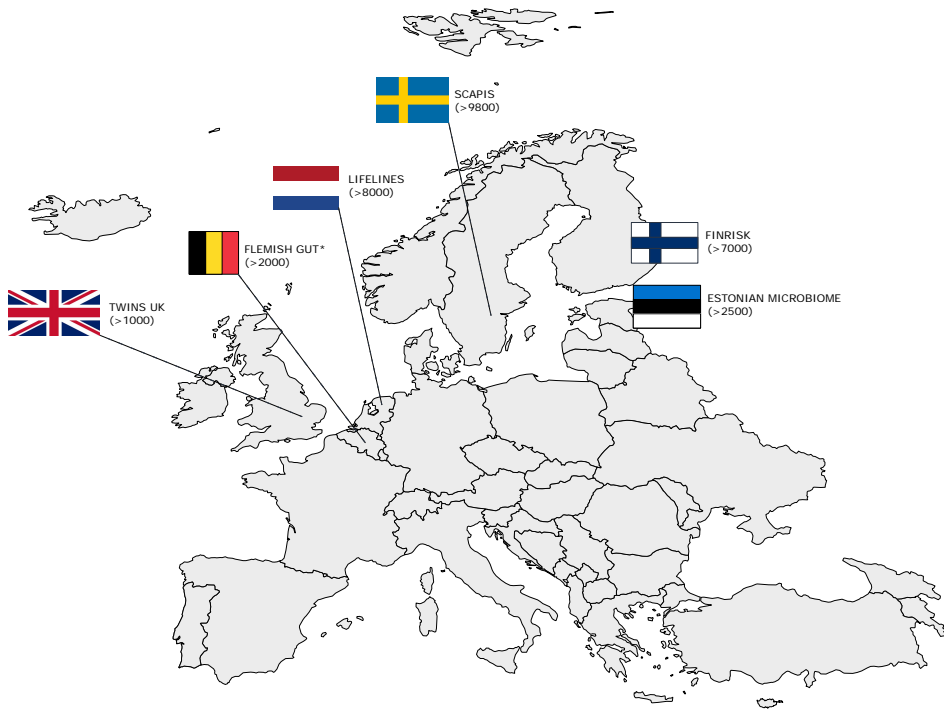 SCAPIS
(>9800)
LIFELINES
(>8000)
FLEMISH GUT*
(>2000)
FINRISK
(>7000)
TWINS UK
(>1000)
ESTONIAN MICROBIOME
(>2500)